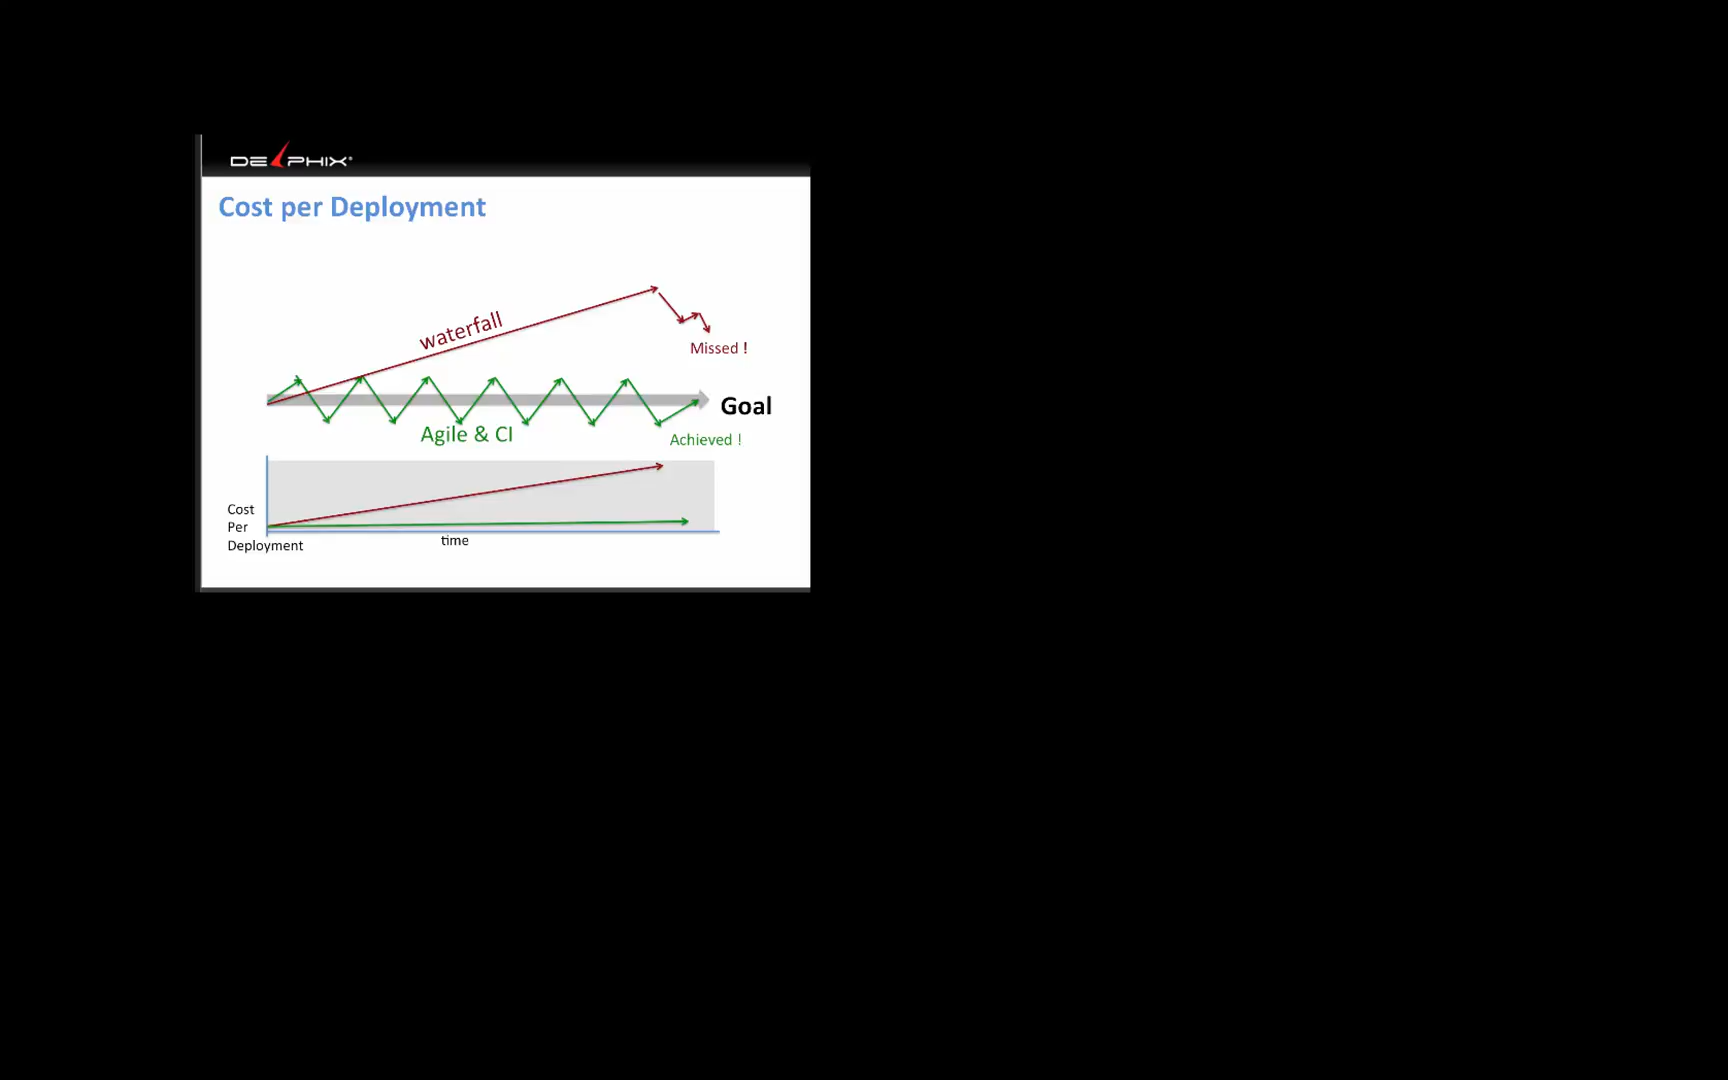 DELPHIX®
Cost per Deployment
waterfall
Missed !
Goal
Agile & CI
Achieved !
Cost
Per
Deployment
time